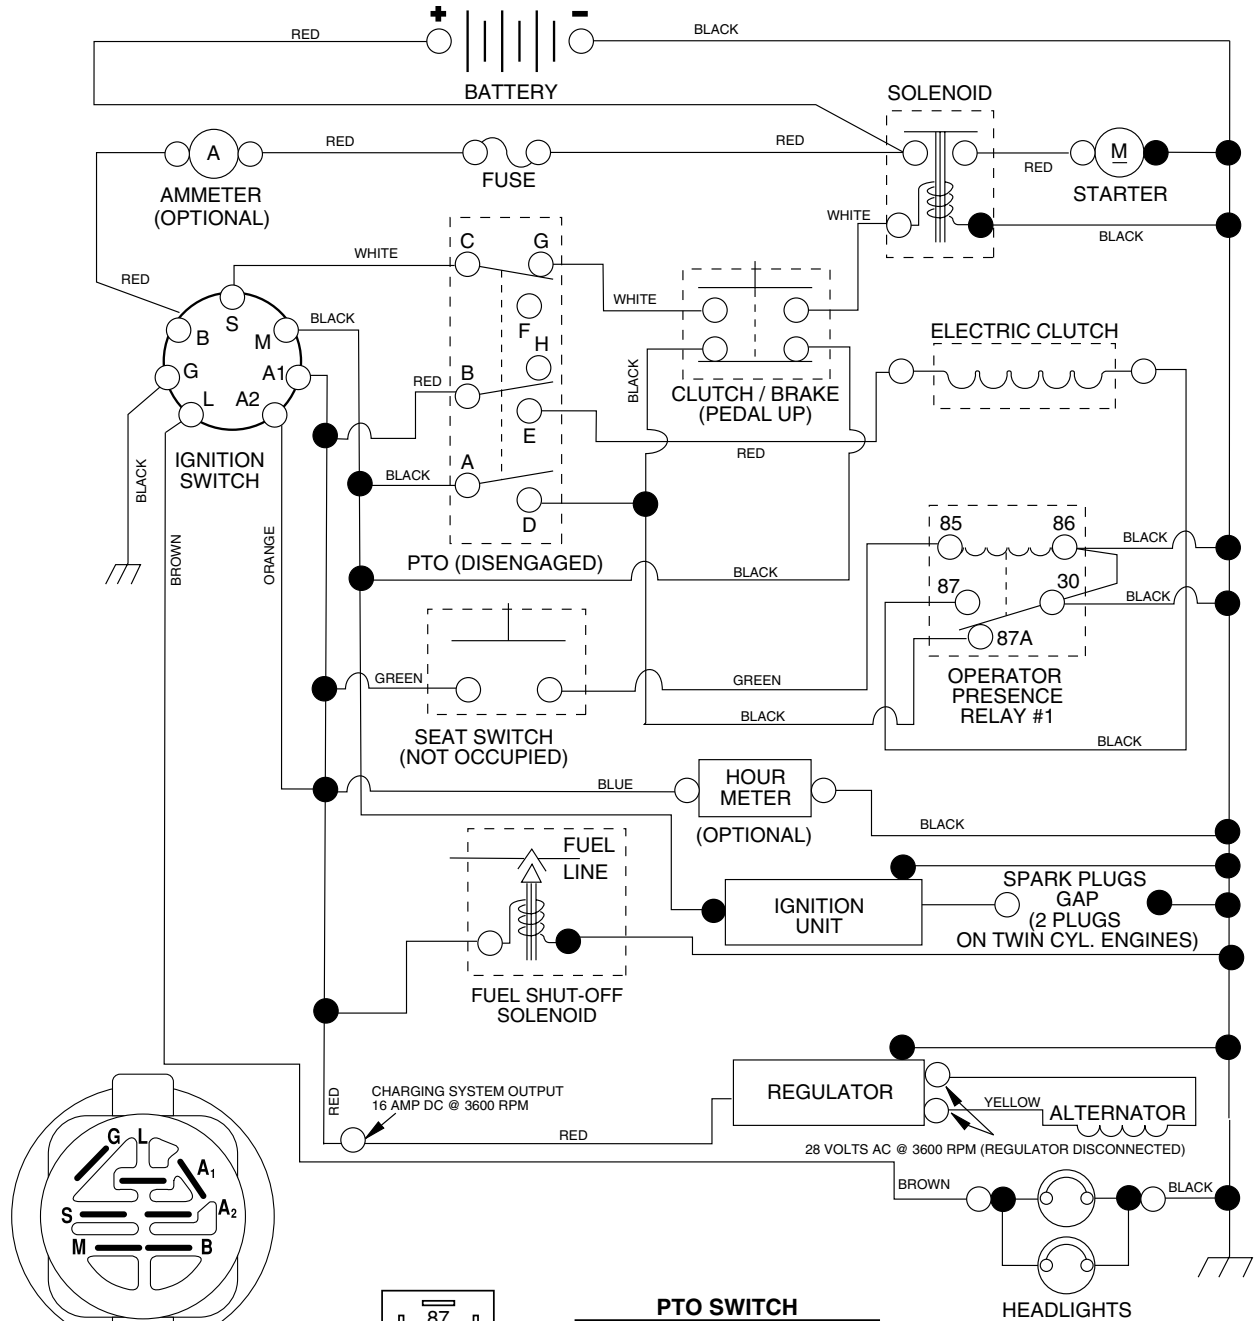 + -
RED
BLACK
BATTERY
SOLENOID
A
RED
RED
RED
M
AMMETER
(OPTIONAL)
FUSE
STARTER
WHITE
BLACK
C G
WHITE
RED
S
BLACK
B
M
F
WHITE
H
ELECTRIC CLUTCH
G
A1
RED
B
BLACK
L
A2
CLUTCH / BRAKE
(PEDAL UP)
E
RED
IGNITION
SWITCH
BLACK
A
BLACK
D
85 86
BLACK
BROWN
ORANGE
PTO (DISENGAGED)
BLACK
87
30
BLACK
87A
GREEN
GREEN
OPERATOR
PRESENCE
RELAY #1
BLACK
SEAT SWITCH
(NOT OCCUPIED)
BLACK
BLUE
HOUR
METER
(OPTIONAL)
BLACK
FUEL
LINE
IGNITION
UNIT
SPARK PLUGS
GAP
(2 PLUGS
ON TWIN CYL. ENGINES)
FUEL SHUT-OFF
SOLENOID
RED
CHARGING SYSTEM OUTPUT
16 AMP DC @ 3600 RPM
RED
REGULATOR
YELLOW
ALTERNATOR
28 VOLTS AC @ 3600 RPM (REGULATOR DISCONNECTED)
G L
A1
S
A2
M
B
BROWN
BLACK
HEADLIGHTS
87
PTO SWITCH